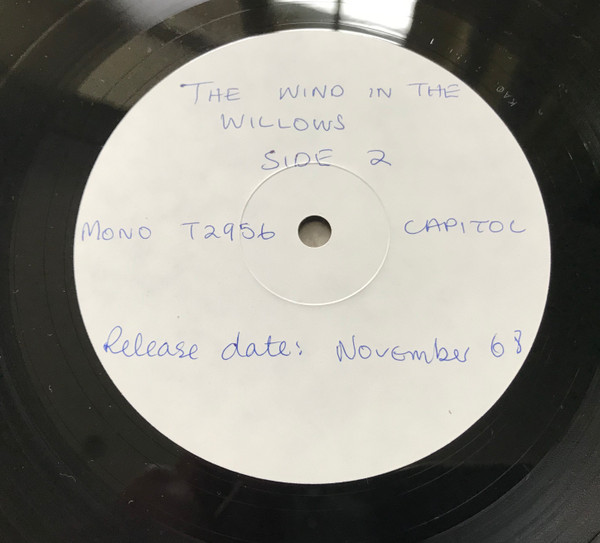 THE WIND IN THE
WILLOWS
SIDE 2
MONO T2956 CAPITOL
Release date: November 68